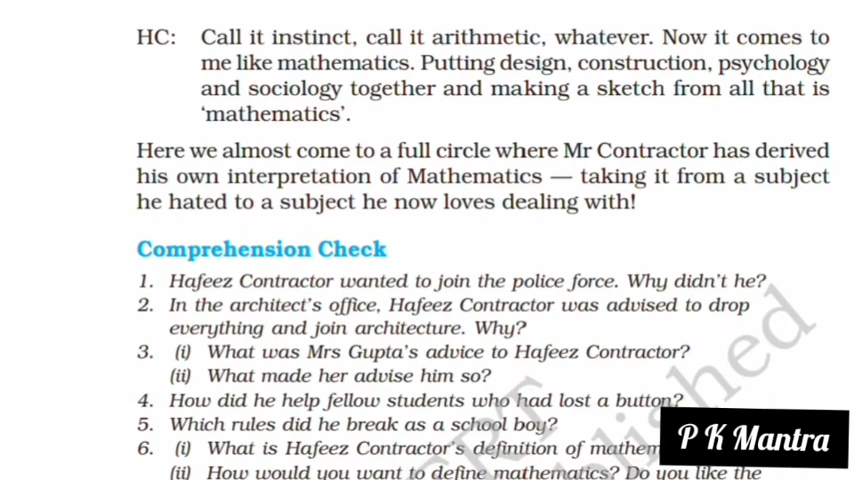 HC: Call it instinct, call it arithmetic, whatever. Now it comes to
me like mathematics. Putting design, construction, psychology
and sociology together and making a sketch from all that is
‘mathematics’.
Here we almost come to a full circle where Mr Contractor has derived
his own interpretation of Mathematics — taking it from a subject
he hated to a subject he now loves dealing with!
Comprehension Check
1. Hafeez Contractor wanted to join the police force. Why didn't he?
2. In the architect's office, Hafeez Contractor was advised to drop
everything and join architecture. Why?
3. (i) What was Mrs Gupta's advice to Hafeez Contractor?
(ii) What made her advise him so?
4. How did he help fellow students who had lost a button?
5. Which rules did he break as a school boy?
6. (i) What is Hafeez Contractor's definition of
(ii) How would you want to define mathematics? Do you like the
P K Mantra